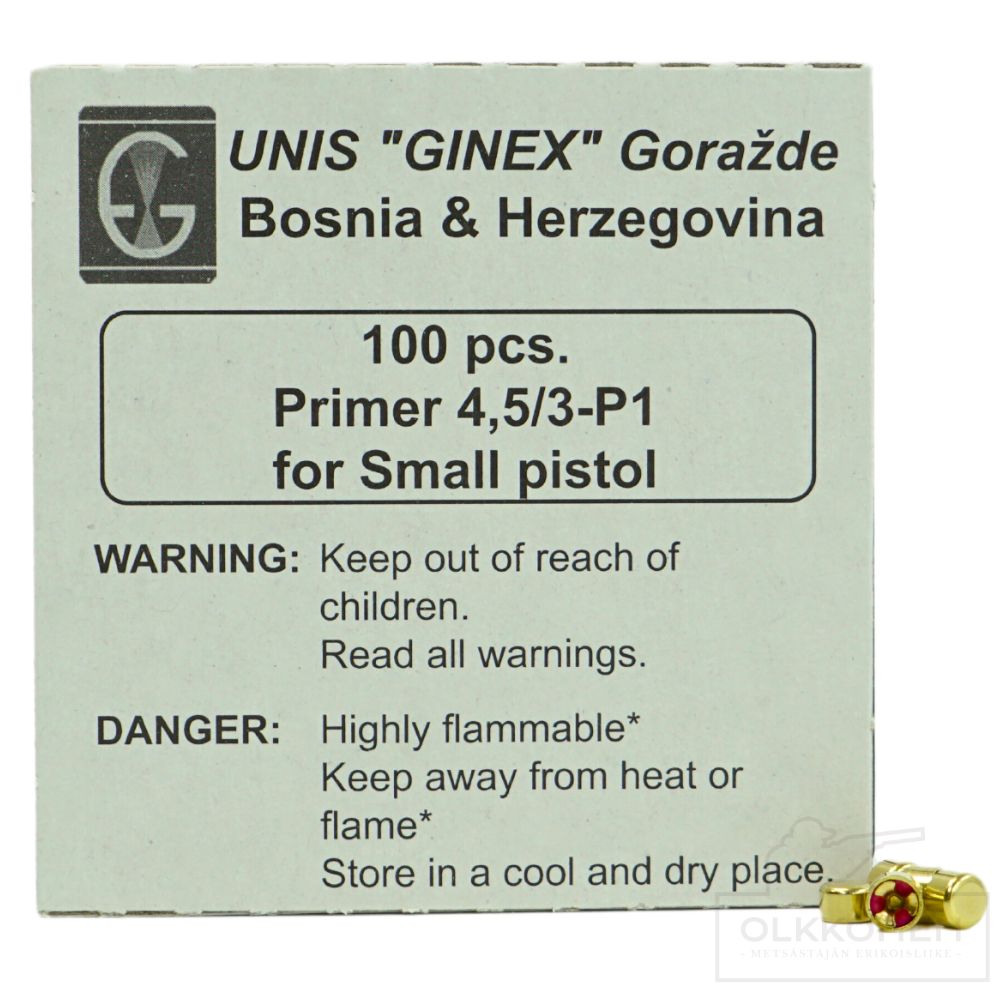 UNIS "GINEX" Goražde
Bosnia & Herzegovina
100 pcs.
Primer 4,5/3-P1
for Small pistol
WARNING: Keep out of reach of
children.
Read all warnings.
DANGER: Highly flammable*
Keep away from heat or
flame*
Store in a cool and dry place.
OLKKONEN
- METSÄSTÄJÄN ERIKOISLIIKE -